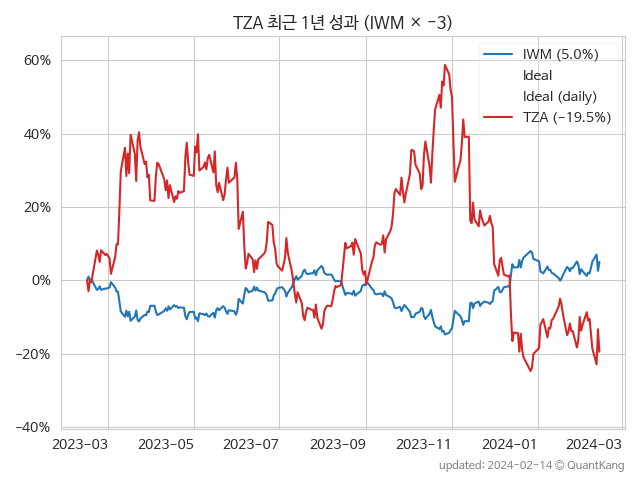 TZA 최근 1년 성과 (IWM × −3)
IWM (5.0%)
Ideal
Ideal (daily)
TZA (−19.5%)
60%
40%
20%
0%
−20%
−40%
2023−03 2023−05 2023−07 2023−09 2023−11 2024−01 2024−03
updated: 2024−02−14 © QuantKang